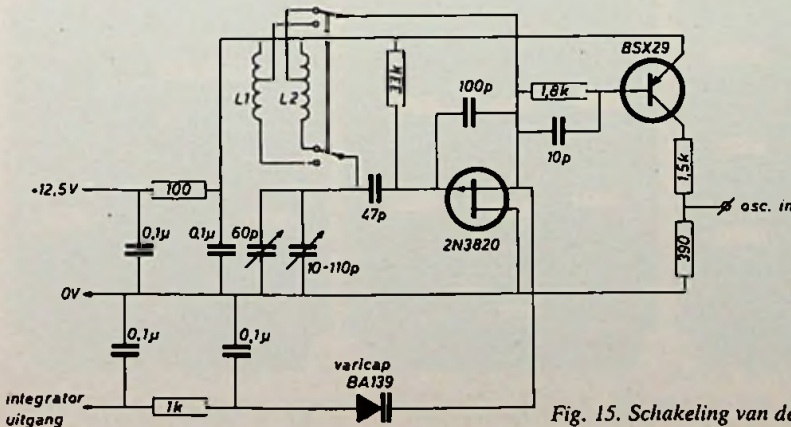 BSX29
33k
100p
1,8k
L1
L2
10p
1,5k
+12,5V
100
47p
2N3820
osc. in
0,1µ
0,1µ
60p
10-110p
390
0V
0,1µ
0,1µ
varicap
BA139
integrator
uitgang
1k
Fig. 15. Schakeling van de